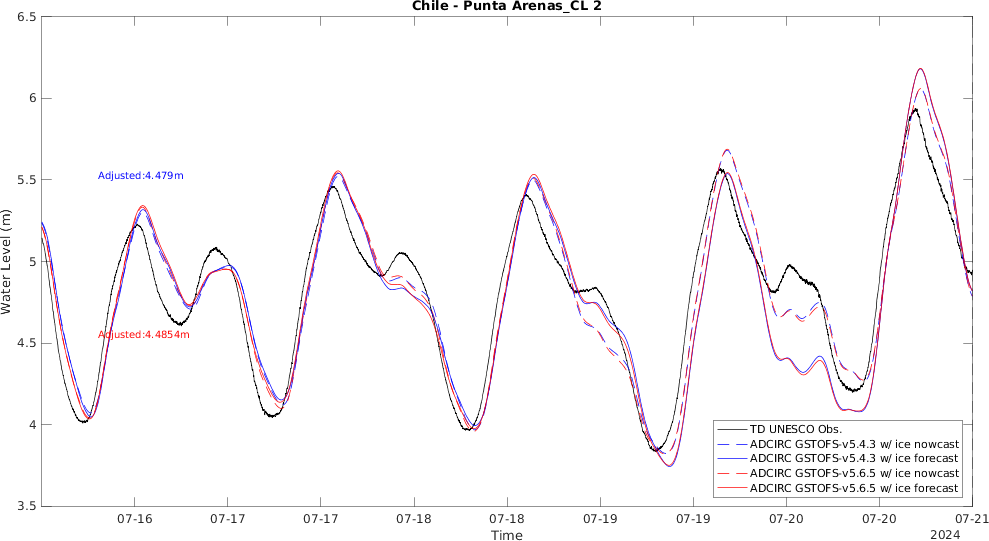 Chile - Punta Arenas_CL 2
6.5
6
5.5
5
4.5
4
3.5
Water Level (m)
Adjusted:4.479m
Adjusted:4.4854m
TD UNESCO Obs.
ADCIRC GSTOFS-v5.4.3 w/ ice nowcast
ADCIRC GSTOFS-v5.4.3 w/ ice forecast
ADCIRC GSTOFS-v5.6.5 w/ ice nowcast
ADCIRC GSTOFS-v5.6.5 w/ ice forecast
07-16 07-17 07-17 07-18 07-18 07-19 07-19 07-20 07-20 07-21
Time
2024